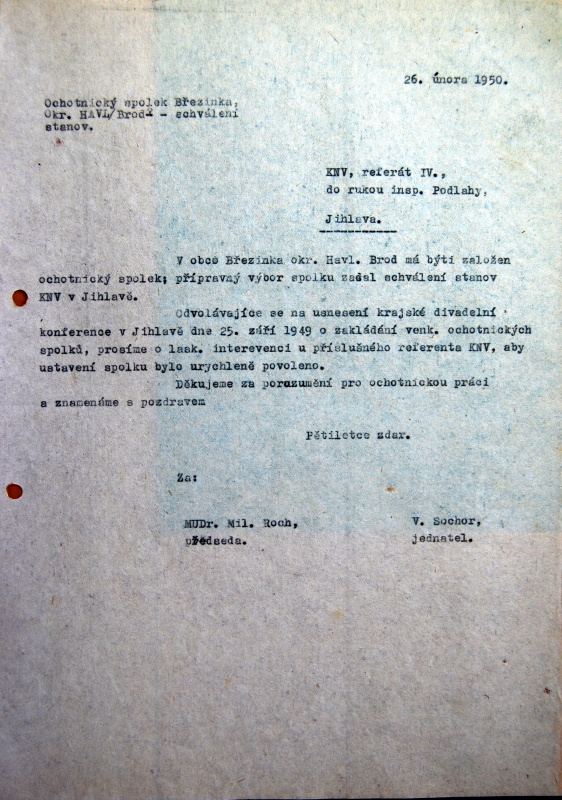 26. února 1950.
Ochotnický spolek Březinka,
Okr. HAVL/Brod - schválení
stanov.
KNV, referát IV.,
do rukou insp. Podlahy,
Jihlava.
V obce Březinka okr. Havl. Brod má býti založen
ochotnický spolek; přípravný výbor spolku zadal schválení stanov
KNV v Jihlavě.
Odvolávajíce se na usnesení krajské divadelní
konference v Jihlavě dne 25. září 1949 o zakládání venk. ochotnických
spolků, prosíme o lask. interevenci u příslušného referenta KNV, aby
ustavení spolku bylo urychleně povoleno.
Děkujeme za porozumění pro ochotnickou práci
a znamenáme s pozdravem
Pětiletce zdar.
Za:
MUDr. Mil. Roch,
předseda.
V. Sochor,
jednatel.